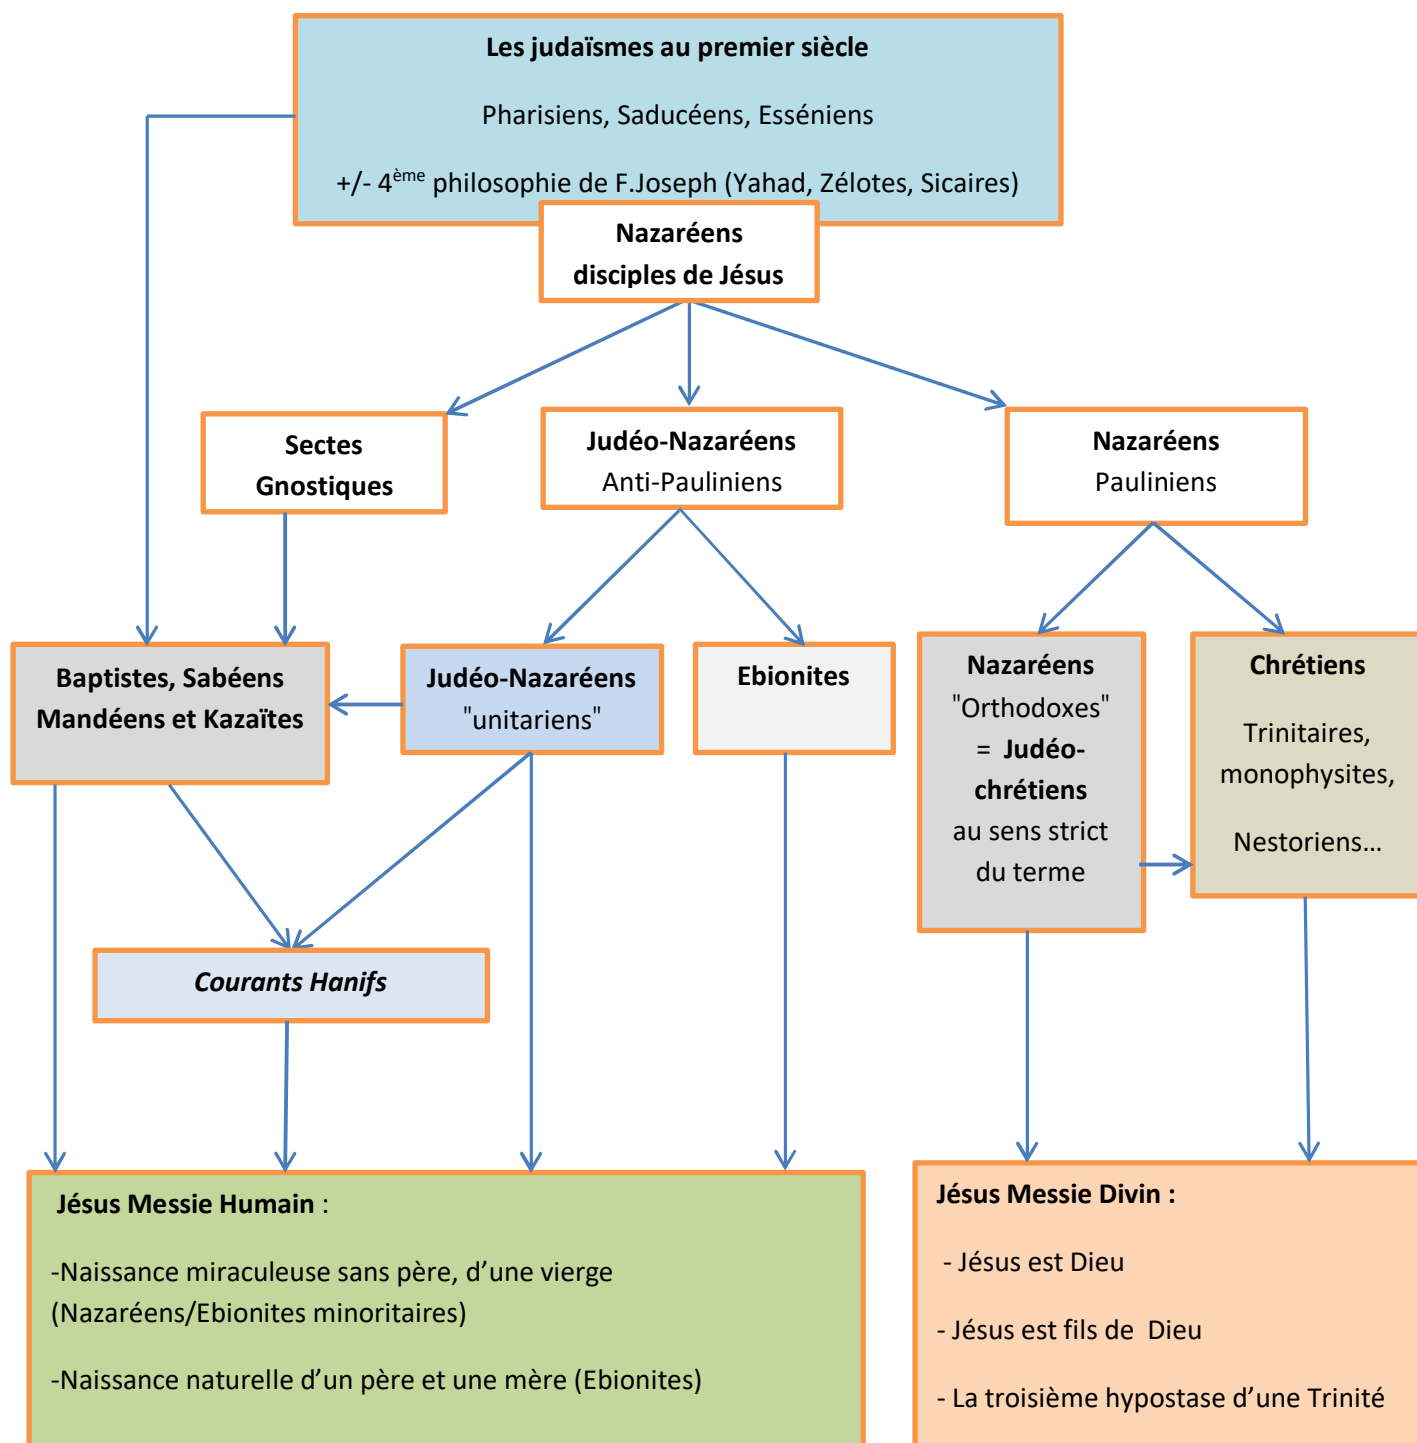 Les judaïsmes au premier siècle
Pharisiens, Saducéens, Esséniens
+/- 4ème philosophie de F.Joseph (Yahad, Zélotes, Sicaires)
Nazaréens
disciples de Jésus
Sectes
Gnostiques
Judéo-Nazaréens
Anti-Pauliniens
Nazaréens
Pauliniens
Baptistes, Sabéens
Mandéens et Kazaïtes
Judéo-Nazaréens
"unitariens"
Ebionites
Nazaréens
"Orthodoxes"
= Judéo-
chrétiens
au sens strict
du terme
Chrétiens
Trinitaires,
monophysites,
Nestoriens…
Courants Hanifs
Jésus Messie Humain :
-Naissance miraculeuse sans père, d’une vierge
(Nazaréens/Ebionites minoritaires)
-Naissance naturelle d’un père et une mère (Ebionites)
Jésus Messie Divin :
- Jésus est Dieu
- Jésus est fils de Dieu
- La troisième hypostase d’une Trinité